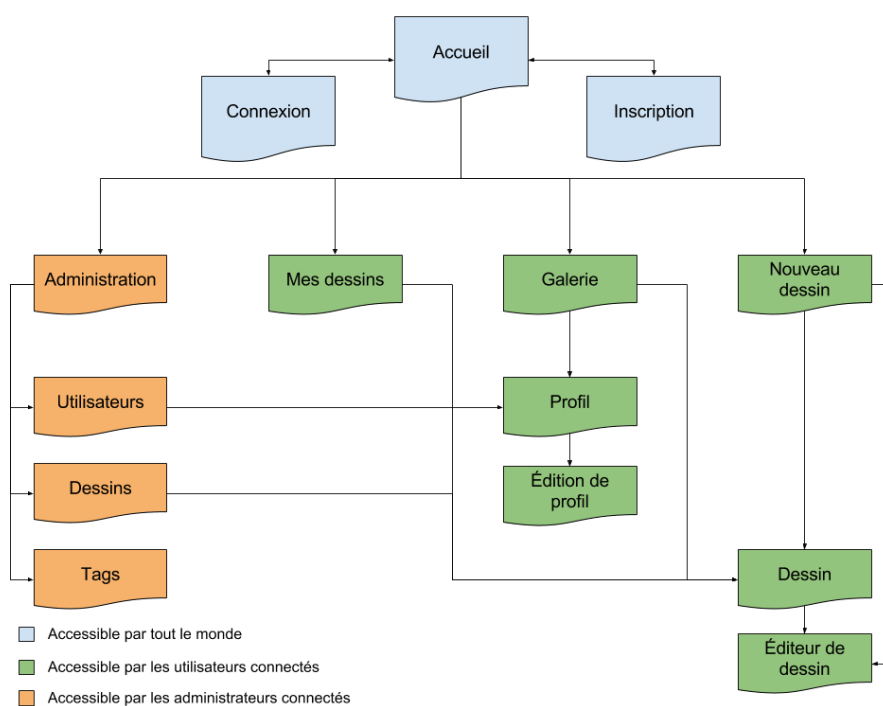 Accueil
Connexion
Inscription
Administration
Mes dessins
Galerie
Nouveau
dessin
Utilisateurs
Profil
Dessins
Édition de
profil
Tags
Dessin
Éditeur de
dessin
Accessible par tout le monde
Accessible par les utilisateurs connectés
Accessible par les administrateurs connectés